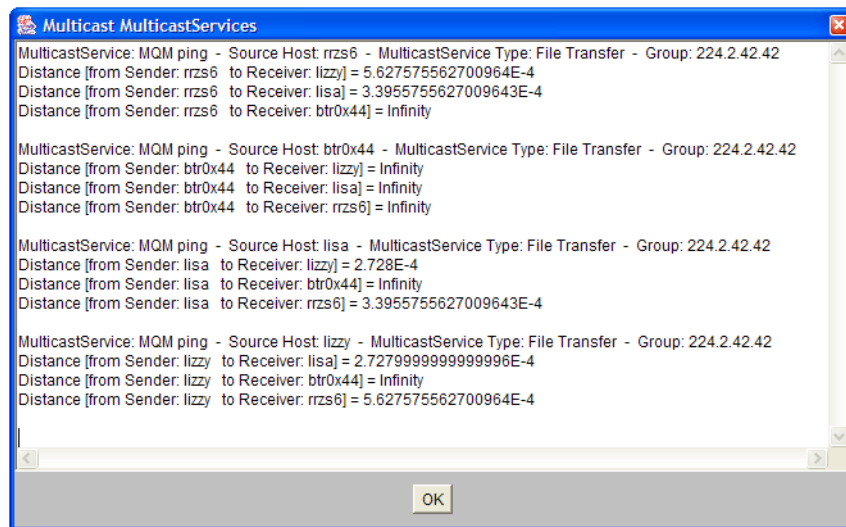 Multicast MulticastServices
MulticastService: MQM ping - Source Host: rrzs6 - MulticastService Type: File Transfer - Group: 224.2.42.42
Distance [from Sender: rrzs6 to Receiver: lizzy] = 5.627575562700964E-4
Distance [from Sender: rrzs6 to Receiver: lisa] = 3.3955755627009643E-4
Distance [from Sender: rrzs6 to Receiver: btr0x44] = Infinity
MulticastService: MQM ping - Source Host: btr0x44 - MulticastService Type: File Transfer - Group: 224.2.42.42
Distance [from Sender: btr0x44 to Receiver: lizzy] = Infinity
Distance [from Sender: btr0x44 to Receiver: lisa] = Infinity
Distance [from Sender: btr0x44 to Receiver: rrzs6] = Infinity
MulticastService: MQM ping - Source Host: lisa - MulticastService Type: File Transfer - Group: 224.2.42.42
Distance [from Sender: lisa to Receiver: lizzy] = 2.728E-4
Distance [from Sender: lisa to Receiver: btr0x44] = Infinity
Distance [from Sender: lisa to Receiver: rrzs6] = 3.3955755627009643E-4
MulticastService: MQM ping - Source Host: lizzy - MulticastService Type: File Transfer - Group: 224.2.42.42
Distance [from Sender: lizzy to Receiver: lisa] = 2.7279999999999996E-4
Distance [from Sender: lizzy to Receiver: btr0x44] = Infinity
Distance [from Sender: lizzy to Receiver: rrzs6] = 5.627575562700964E-4
OK